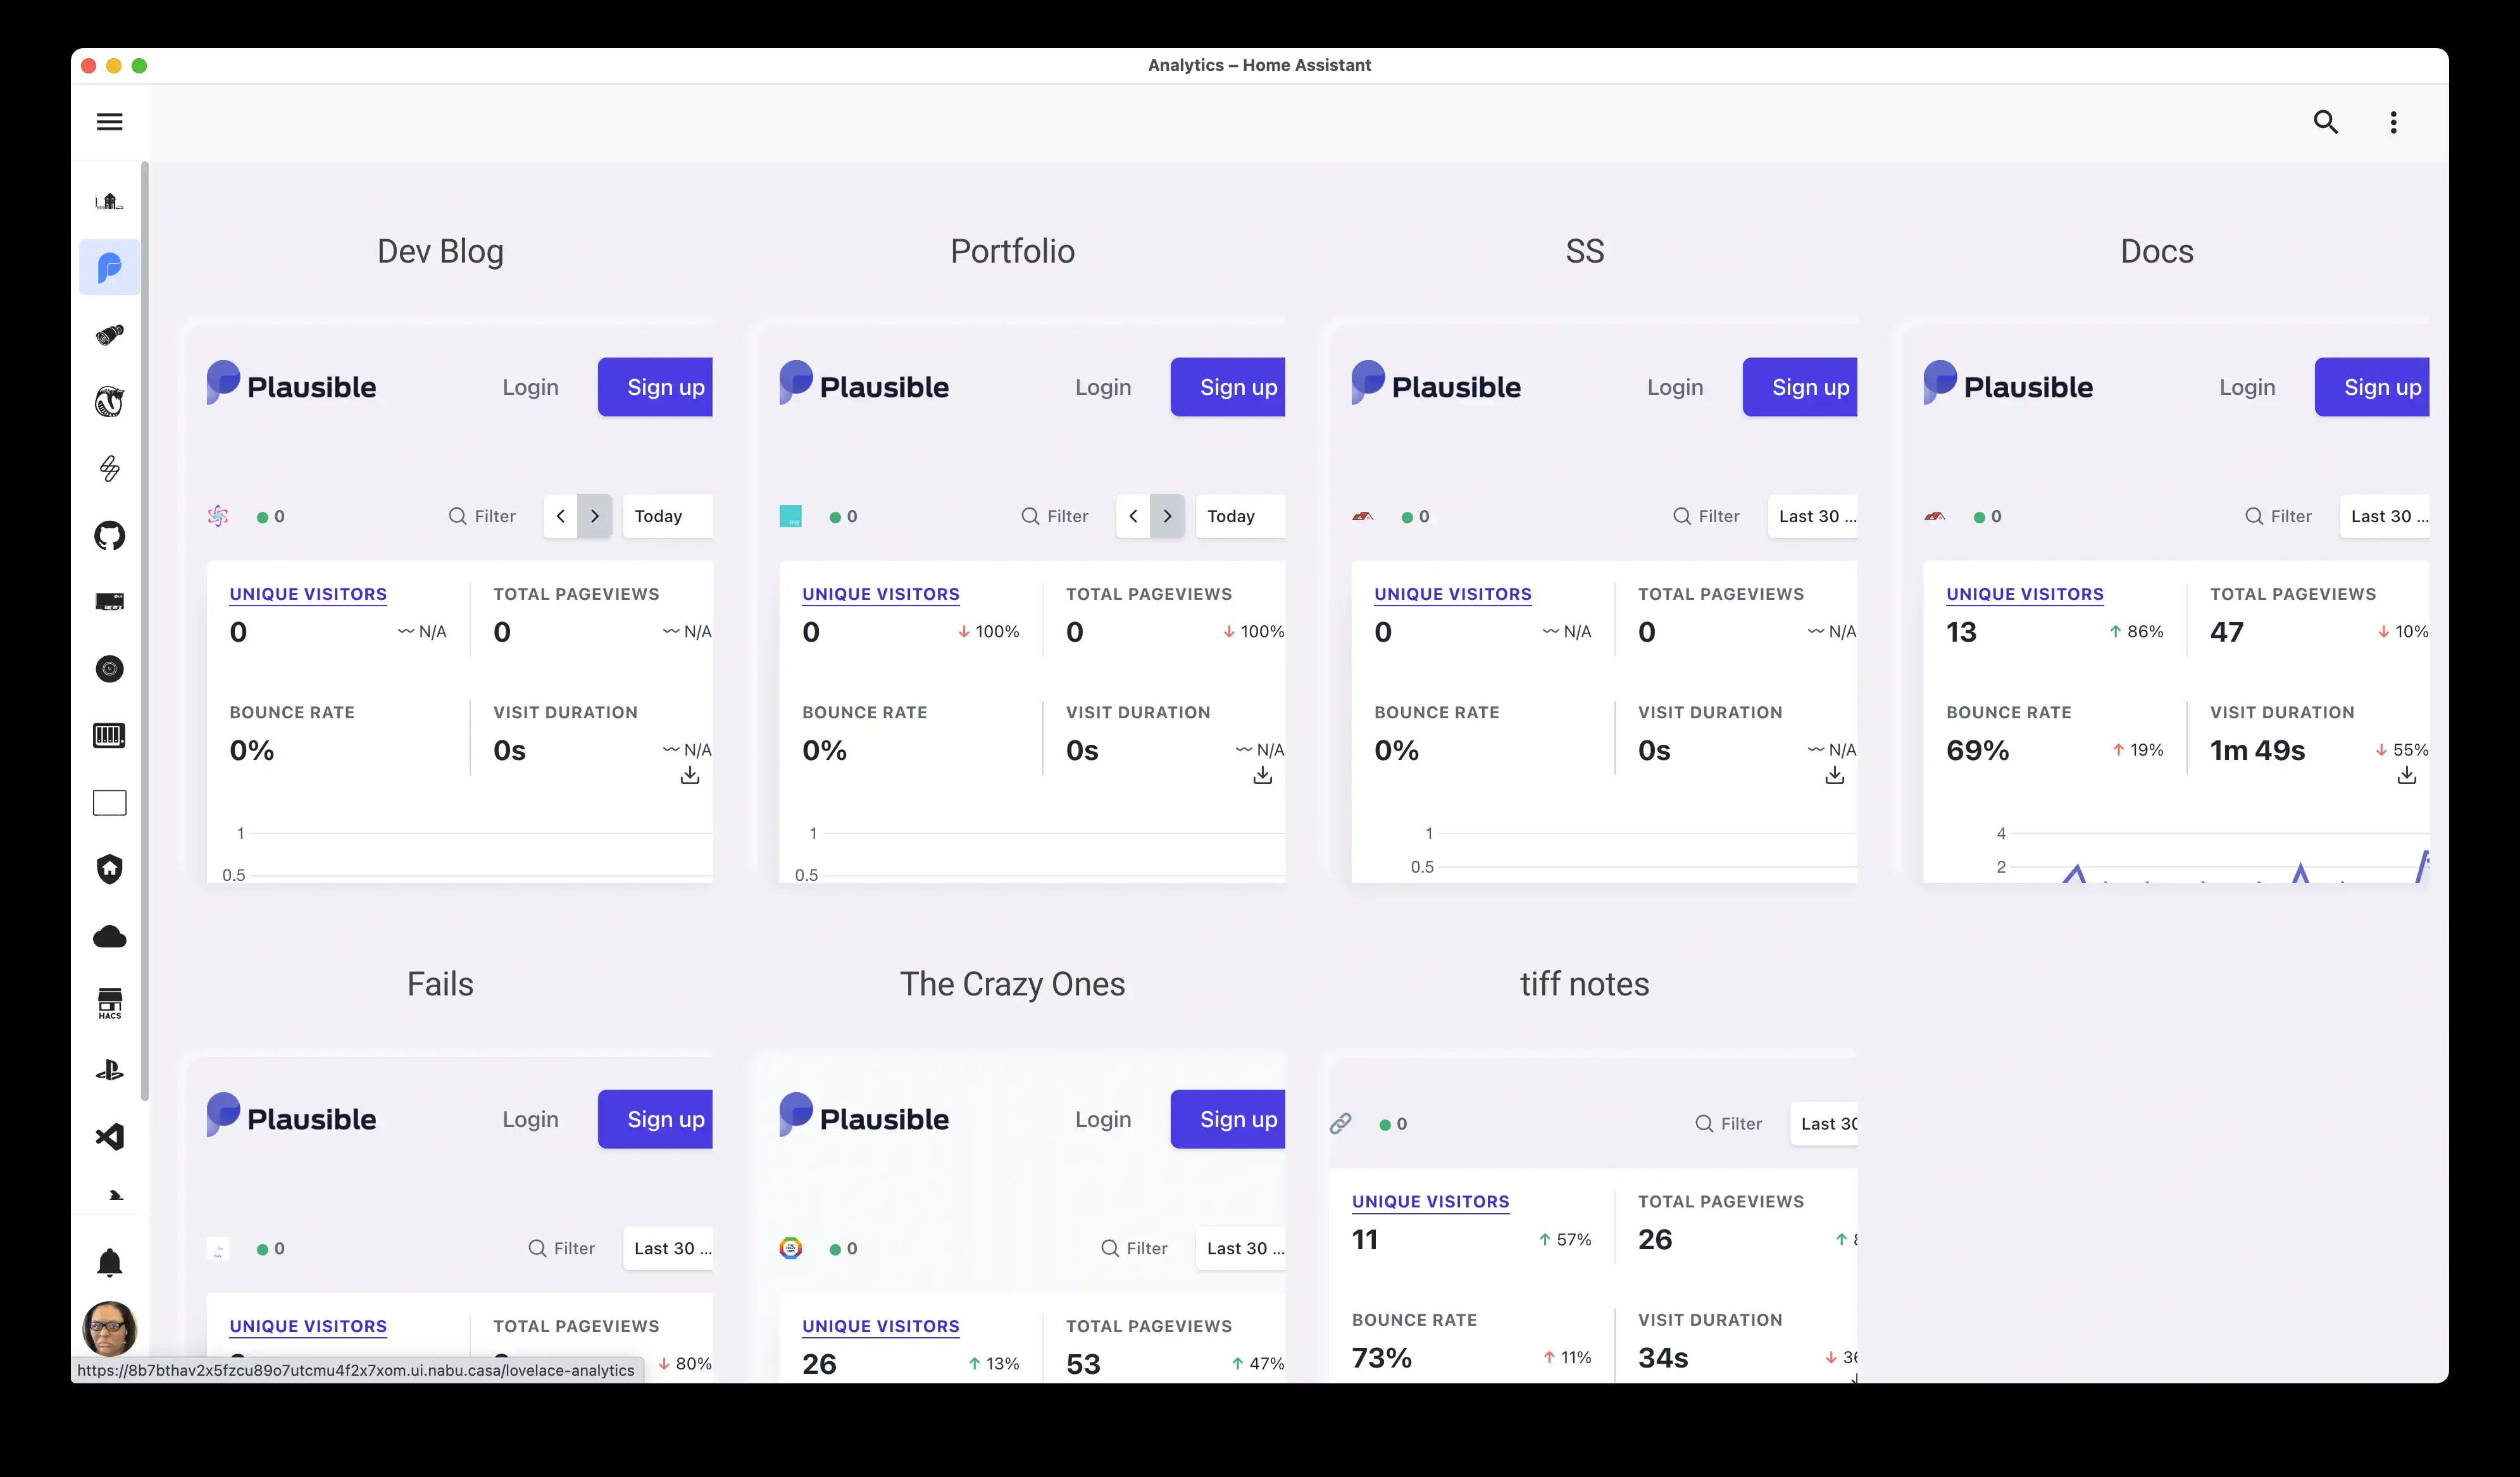 Analytics – Home Assistant
Dev Blog
Plausible Login Sign up
0 Filter Today
UNIQUE VISITORS TOTAL PAGEVIEWS
0 N/A 0 N/A
BOUNCE RATE VISIT DURATION
0% 0s N/A
1
0.5
Portfolio
Plausible Login Sign up
0 Filter Today
UNIQUE VISITORS TOTAL PAGEVIEWS
0 100% 0 100%
BOUNCE RATE VISIT DURATION
0% 0s N/A
1
0.5
SS
Plausible Login Sign up
0 Filter Last 30 ...
UNIQUE VISITORS TOTAL PAGEVIEWS
0 N/A 0 N/A
BOUNCE RATE VISIT DURATION
0% 0s N/A
1
0.5
Docs
Plausible Login Sign up
0 Filter Last 30 ...
UNIQUE VISITORS TOTAL PAGEVIEWS
13 86% 47 10%
BOUNCE RATE VISIT DURATION
69% 19% 1m 49s 55%
4
2
Fails
Plausible Login Sign up
0 Filter Last 30 ...
UNIQUE VISITORS TOTAL PAGEVIEWS
80%
The Crazy Ones
Plausible Login Sign up
0 Filter Last 30 ...
UNIQUE VISITORS TOTAL PAGEVIEWS
26 13% 53 47%
tiff notes
0 Filter Last 30
UNIQUE VISITORS TOTAL PAGEVIEWS
11 57% 26
BOUNCE RATE VISIT DURATION
73% 11% 34s
HACS
https://8b7bthav2x5fzcu89o7utcmu4f2x7xom.ui.nabu.casa/lovelace-analytics